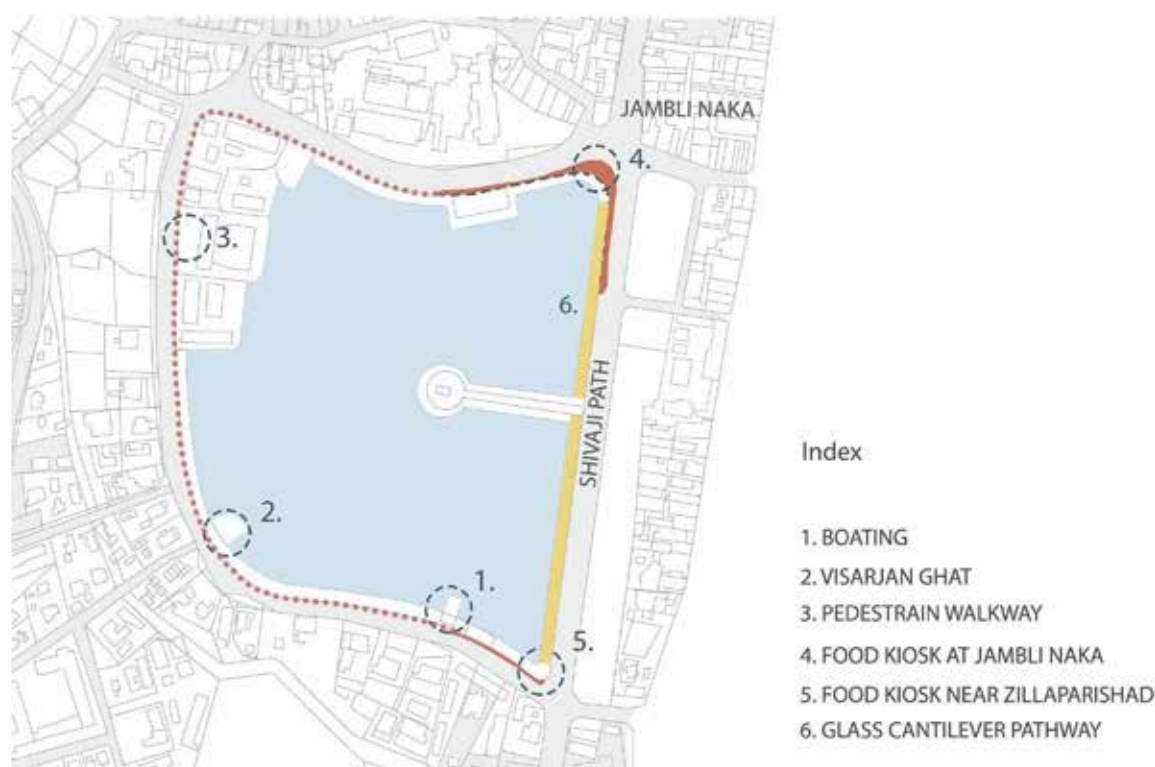 JAMBLI NAKA
4.
3.
6.
SHIVAJI PATH
2.
1.
5.
Index
1. BOATING
2. VISARJAN GHAT
3. PEDESTRAIN WALKWAY
4. FOOD KIOSK AT JAMBLI NAKA
5. FOOD KIOSK NEAR ZILLAPARISHAD
6. GLASS CANTILEVER PATHWAY